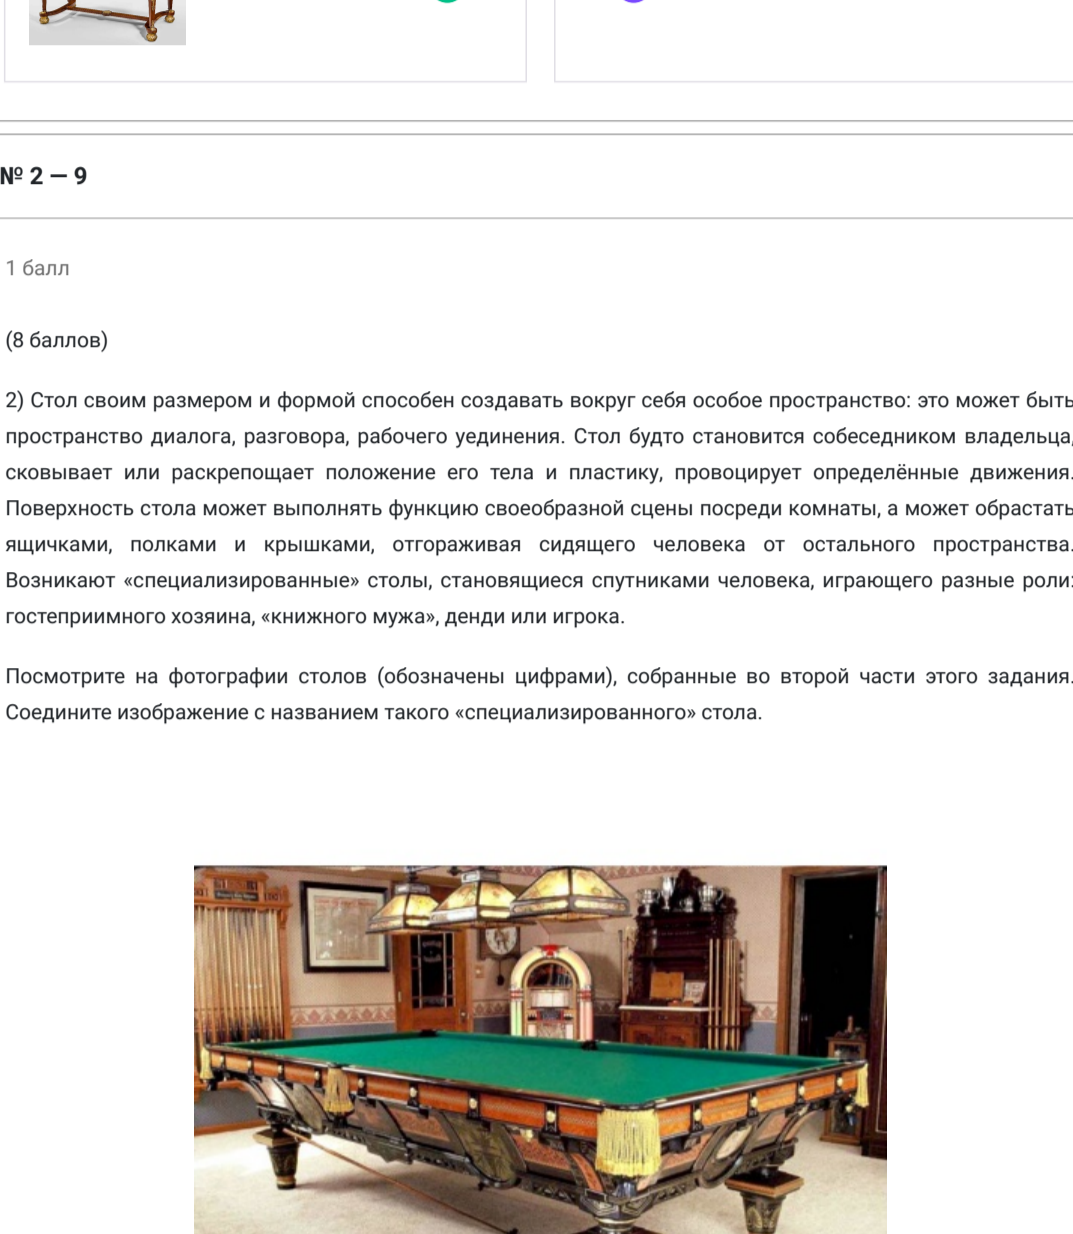 № 2 — 9
1 балл
(8 баллов)
2) Стол своим размером и формой способен создавать вокруг себя особое пространство: это может быть
пространство диалога, разговора, рабочего уединения. Стол будто становится собеседником владельца,
сковывает или раскрепощает положение его тела и пластику, провоцирует определённые движения.
Поверхность стола может выполнять функцию своеобразной сцены посреди комнаты, а может обрастать
ящичками, полками и крышками, отгораживая сидящего человека от остального пространства.
Возникают «специализированные» столы, становящиеся спутниками человека, играющего разные роли:
гостеприимного хозяина, «книжного мужа», денди или игрока.
Посмотрите на фотографии столов (обозначены цифрами), собранные во второй части этого задания.
Соедините изображение с названием такого «специализированного» стола.